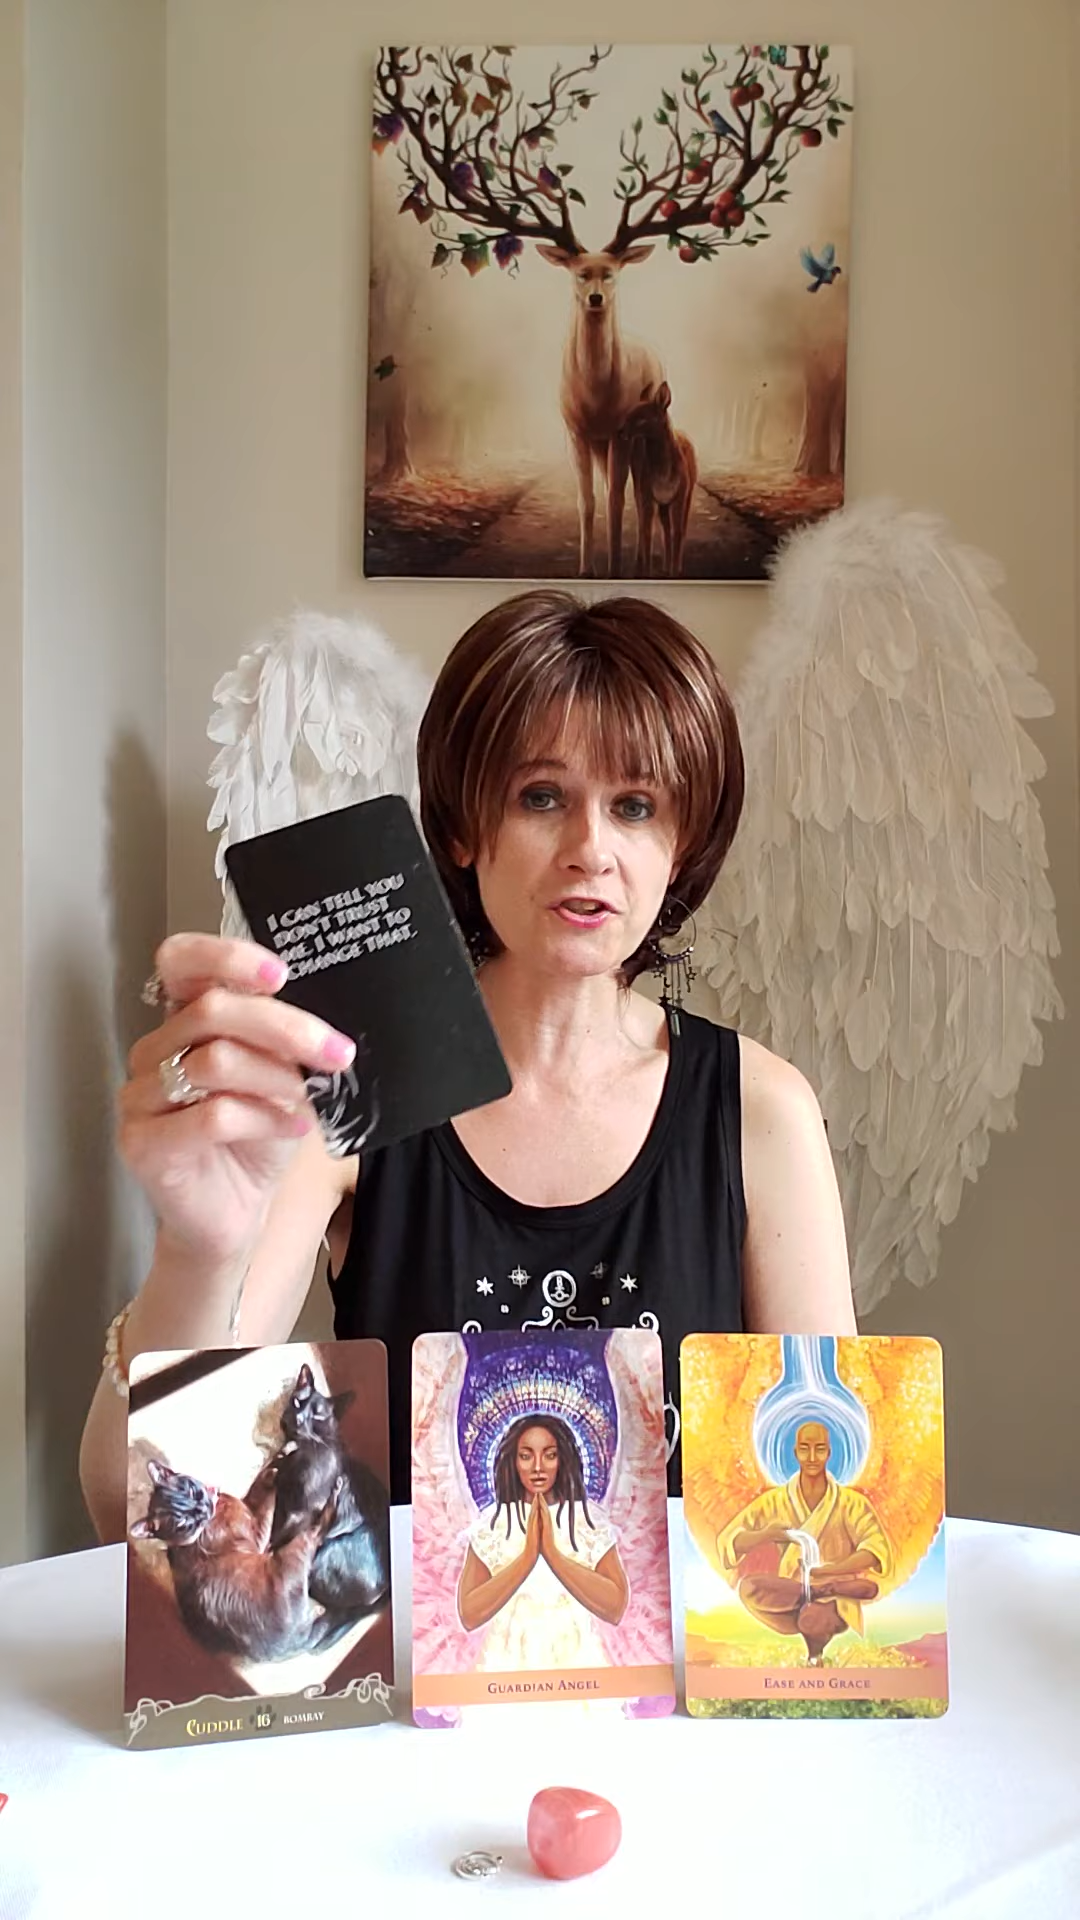 I CAN TELL YOU
DON'T TRUST
ME. I WANT TO
CHANGE THAT.
CUDDLE 16 BOMBAY
GUARDIAN ANGEL
EASE AND GRACE